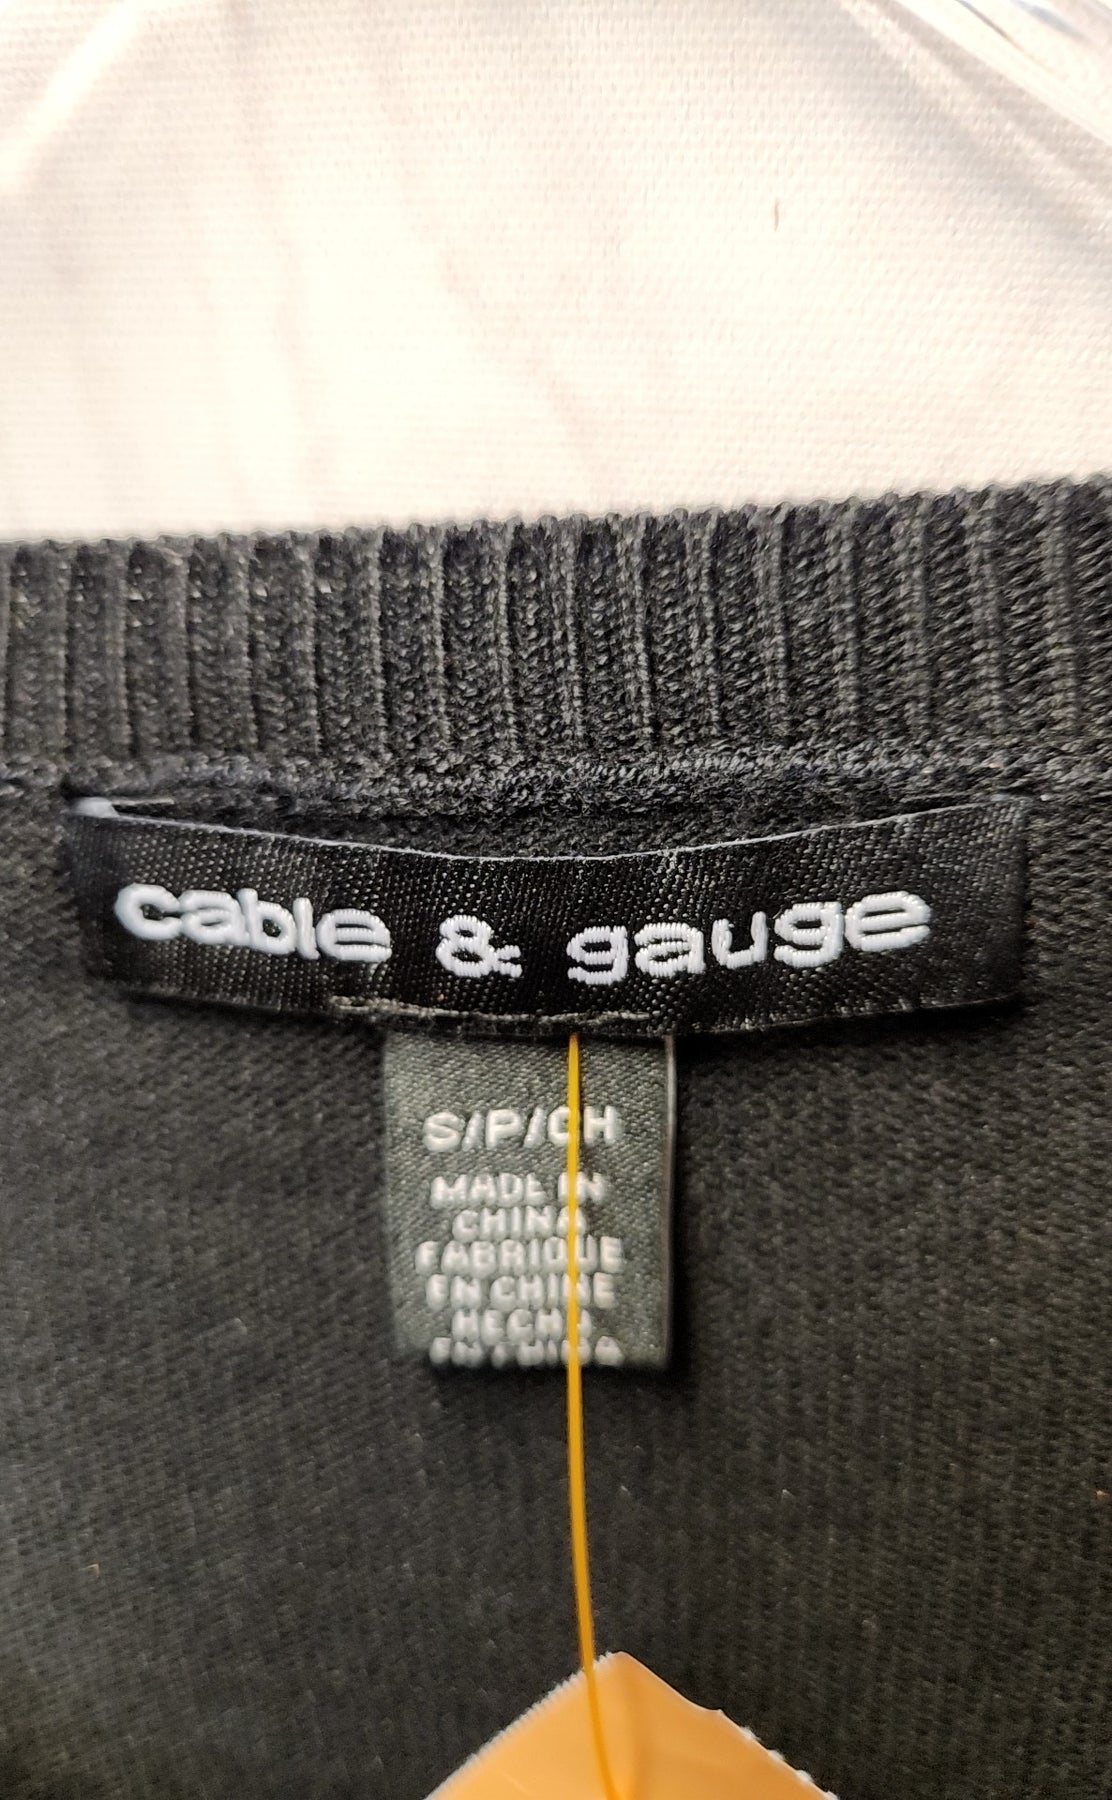 cable & gauge
S/P/CH
MADE IN
CHINA
FABRIQUE
EN CHINE
HECHO
EN CHINA